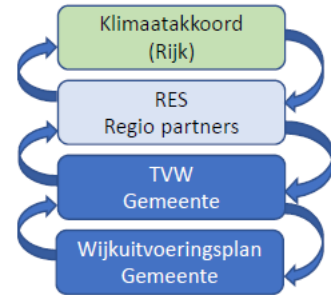 Klimaatakkoord
(Rijk)
RES
Regio partners
TVW
Gemeente
Wijkuitvoeringsplan
Gemeente